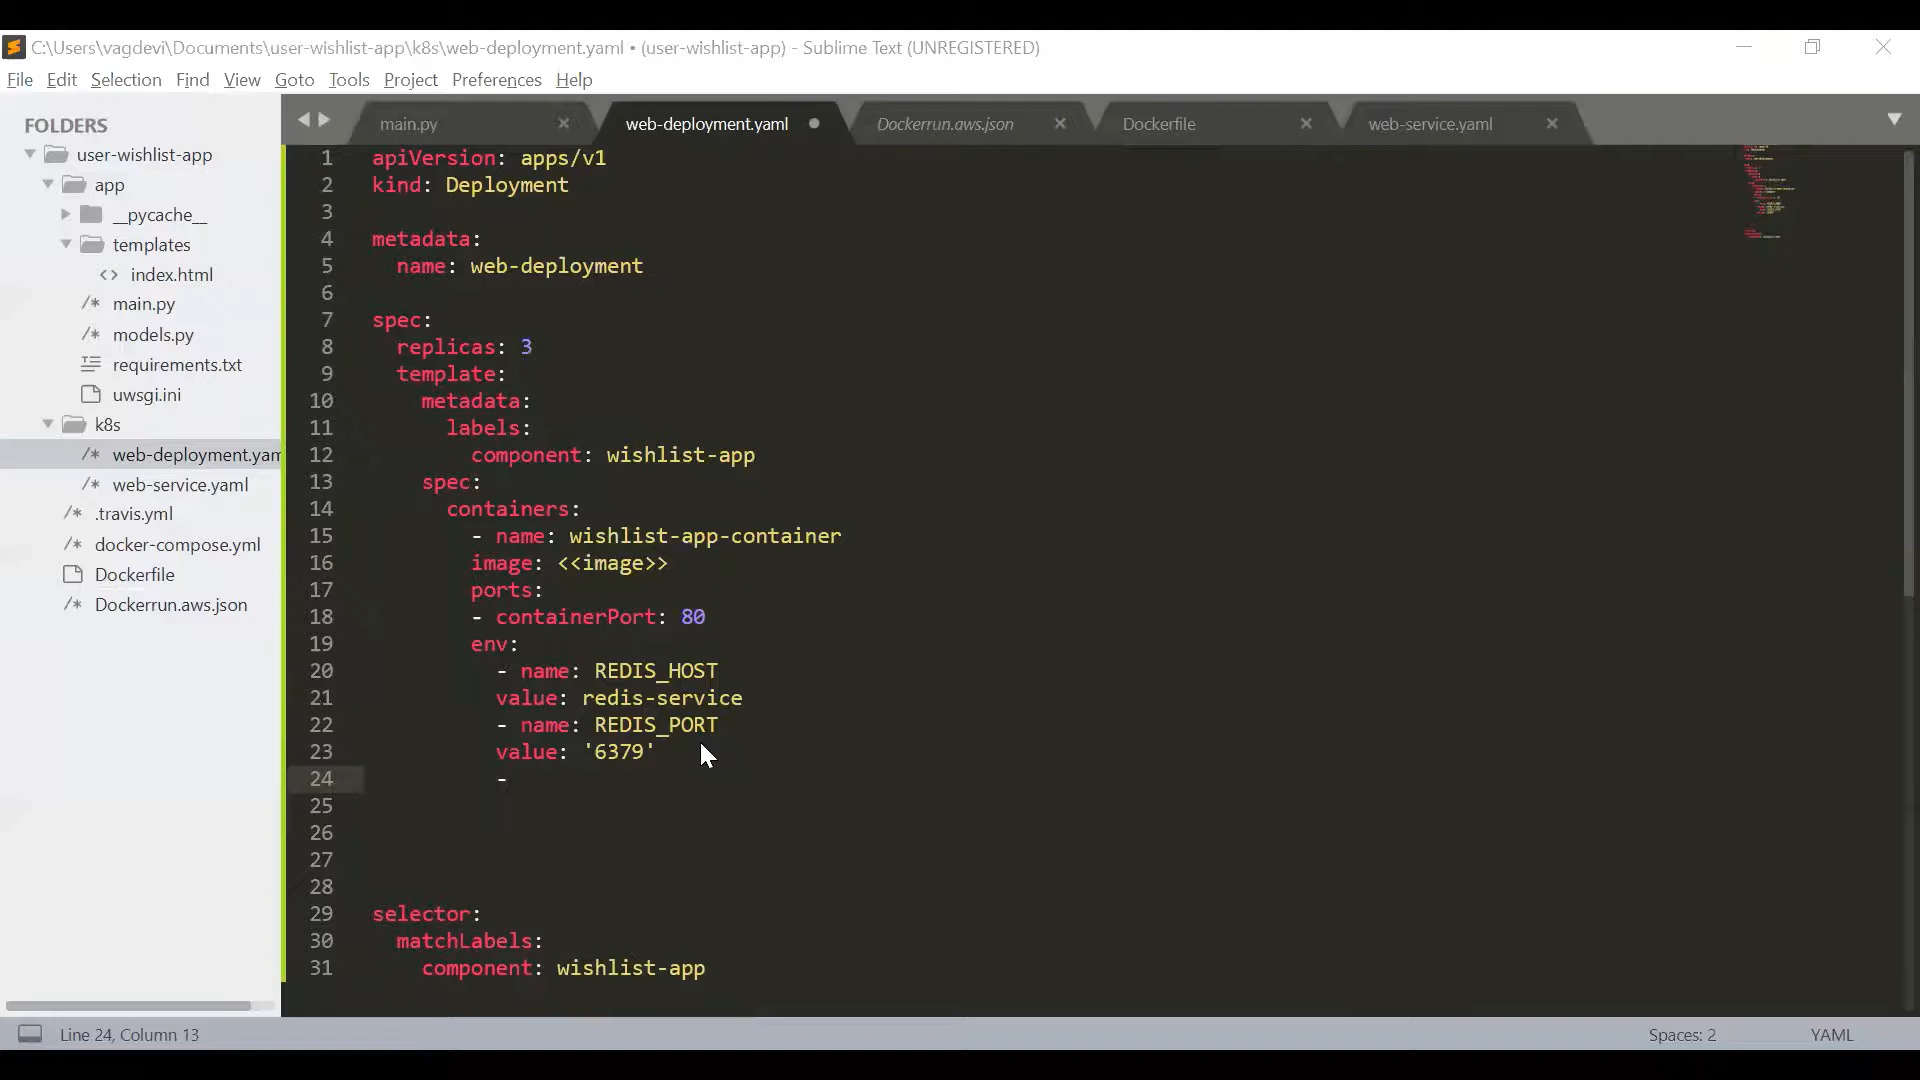 C:\Users\vagdevi\Documents\user-wishlist-app\k8s\web-deployment.yaml • (user-wishlist-app) - Sublime Text (UNREGISTERED)
File Edit Selection Find View Goto Tools Project Preferences Help
main.py
web-deployment.yaml
Dockerrun.aws.json
Dockerfile
web-service.yaml
FOLDERS
user-wishlist-app
app
__pycache__
templates
<> index.html
/* main.py
/* models.py
requirements.txt
uwsgi.ini
k8s
/* web-deployment.yam
/* web-service.yaml
/* .travis.yml
/* docker-compose.yml
Dockerfile
/* Dockerrun.aws.json
1 apiVersion: apps/v1
2 kind: Deployment
3
4 metadata:
5   name: web-deployment
6
7 spec:
8   replicas: 3
9   template:
10     metadata:
11       labels:
12         component: wishlist-app
13     spec:
14       containers:
15         - name: wishlist-app-container
16         image: <<image>>
17         ports:
18         - containerPort: 80
19         env:
20           - name: REDIS_HOST
21           value: redis-service
22           - name: REDIS_PORT
23           value: '6379'
24           -
25
26
27
28
29 selector:
30   matchLabels:
31     component: wishlist-app
Line 24, Column 13
Spaces: 2
YAML